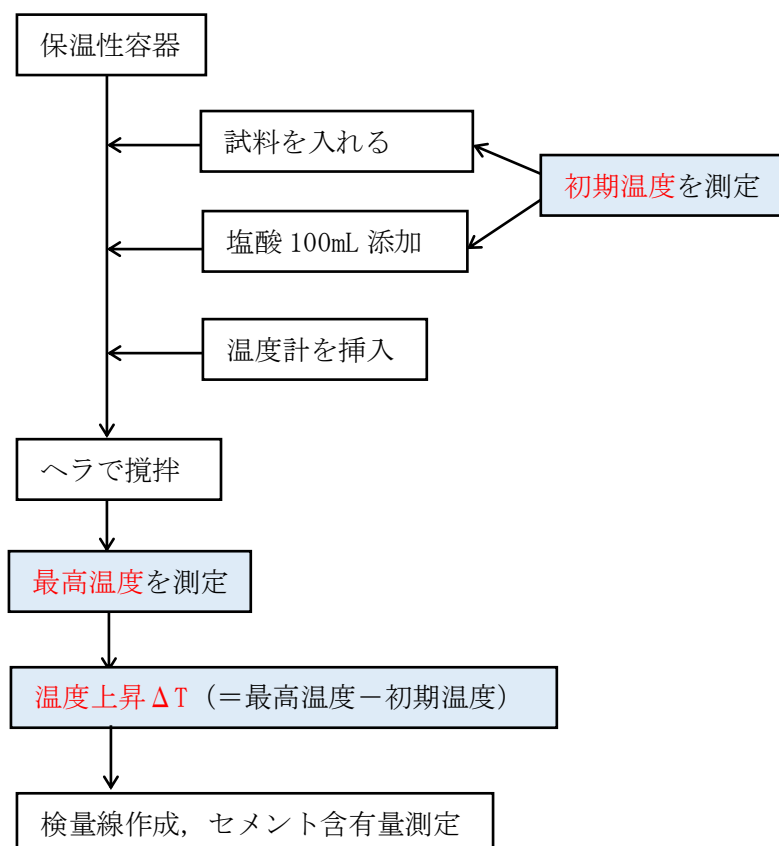 保温性容器
試料を入れる
初期温度を測定
塩酸 100mL 添加
温度計を挿入
ヘラで撹拌
最高温度を測定
温度上昇ΔT（＝最高温度－初期温度）
検量線作成，セメント含有量測定